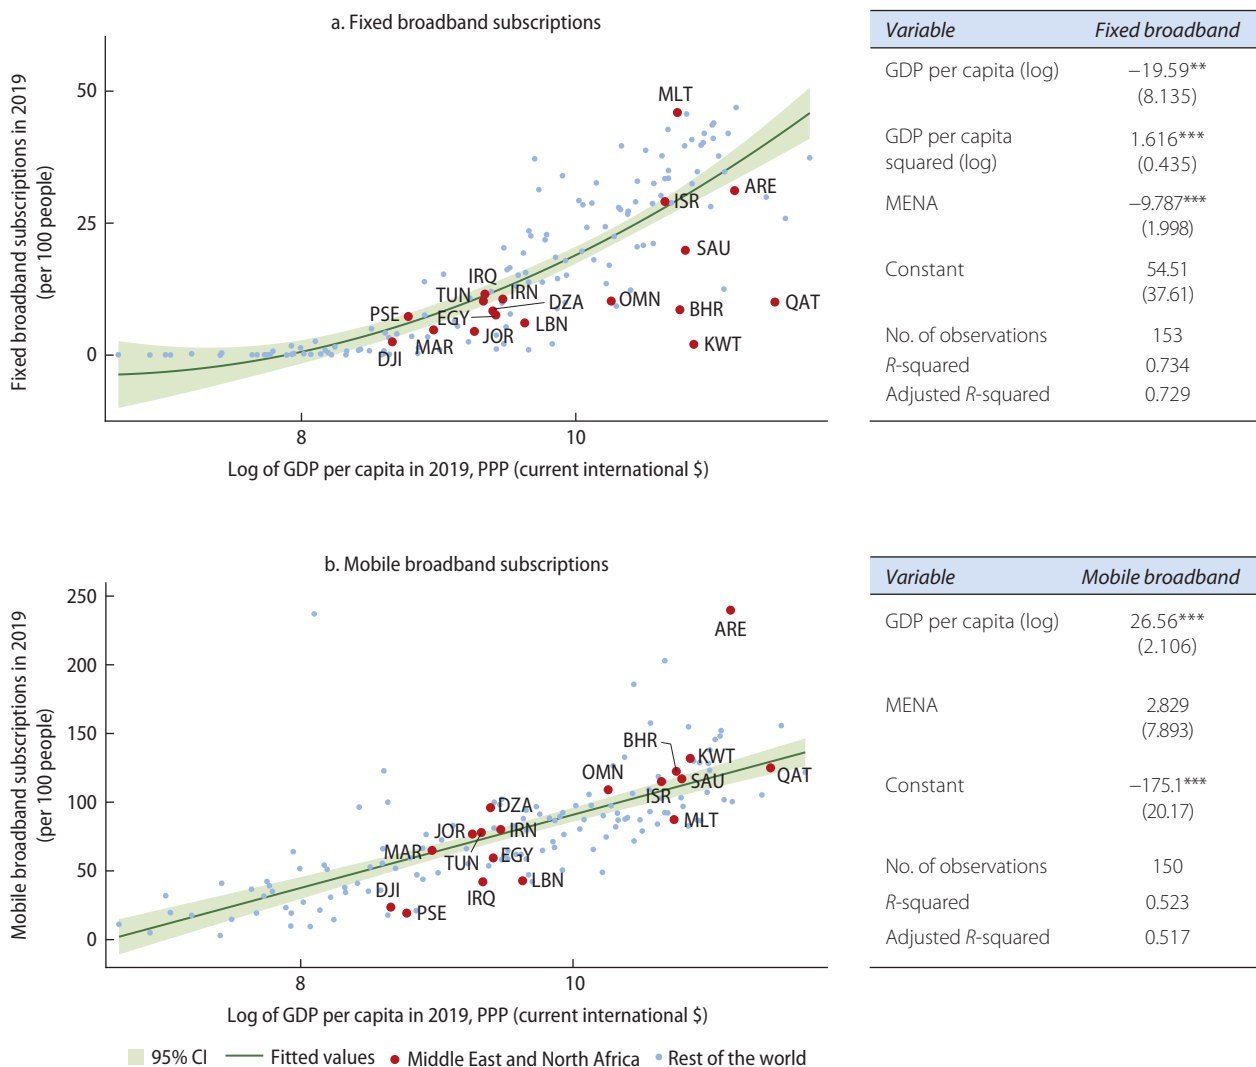 a. Fixed broadband subscriptions
Fixed broadband subscriptions in 2019
(per 100 people)
50
25
0
MLT
ARE
ISR
SAU
IRQ
TUN
IRN
DZA
OMN
BHR
QAT
PSE
EGY
LBN
MAR
JOR
KWT
DJI
8
10
Log of GDP per capita in 2019, PPP (current international $)
Variable Fixed broadband
GDP per capita (log) −19.59**
(8.135)
GDP per capita 1.616***
squared (log) (0.435)
MENA −9.787***
(1.998)
Constant 54.51
(37.61)
No. of observations 153
R-squared 0.734
Adjusted R-squared 0.729
b. Mobile broadband subscriptions
Mobile broadband subscriptions in 2019
(per 100 people)
250
200
150
100
50
0
ARE
BHR
KWT
OMN
SAU
QAT
ISR
DZA
MLT
JOR
IRN
MAR
TUN
EGY
DJI
IRQ
LBN
PSE
8
10
Log of GDP per capita in 2019, PPP (current international $)
Variable Mobile broadband
GDP per capita (log) 26.56***
(2.106)
MENA 2.829
(7.893)
Constant −175.1***
(20.17)
No. of observations 150
R-squared 0.523
Adjusted R-squared 0.517
95% CI Fitted values Middle East and North Africa Rest of the world